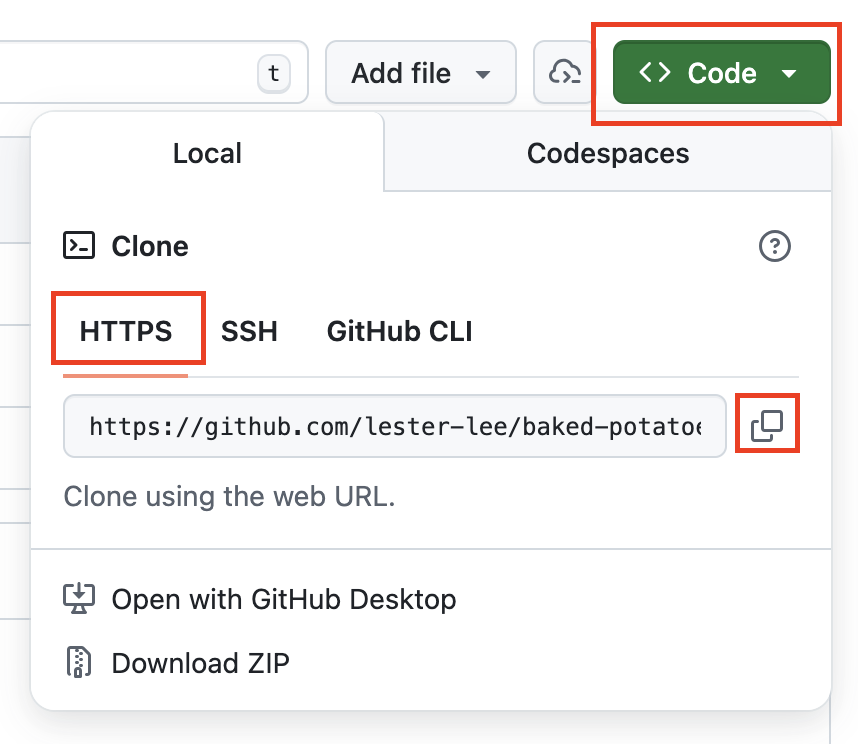 t Add file Code
Local Codespaces
Clone
HTTPS SSH GitHub CLI
https://github.com/lester-lee/baked-potatoe
Clone using the web URL.
Open with GitHub Desktop
Download ZIP